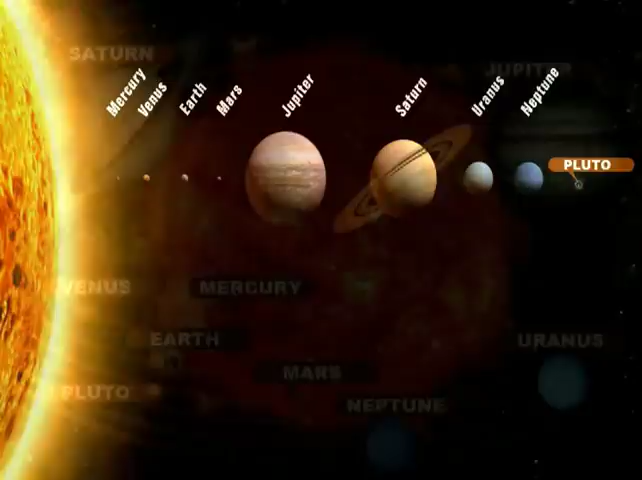 SATURN
JUPITER
Mercury
Venus
Earth
Mars
Jupiter
Saturn
Uranus
Neptune
PLUTO
VENUS
MERCURY
EARTH
URANUS
MARS
PLUTO
NEPTUNE